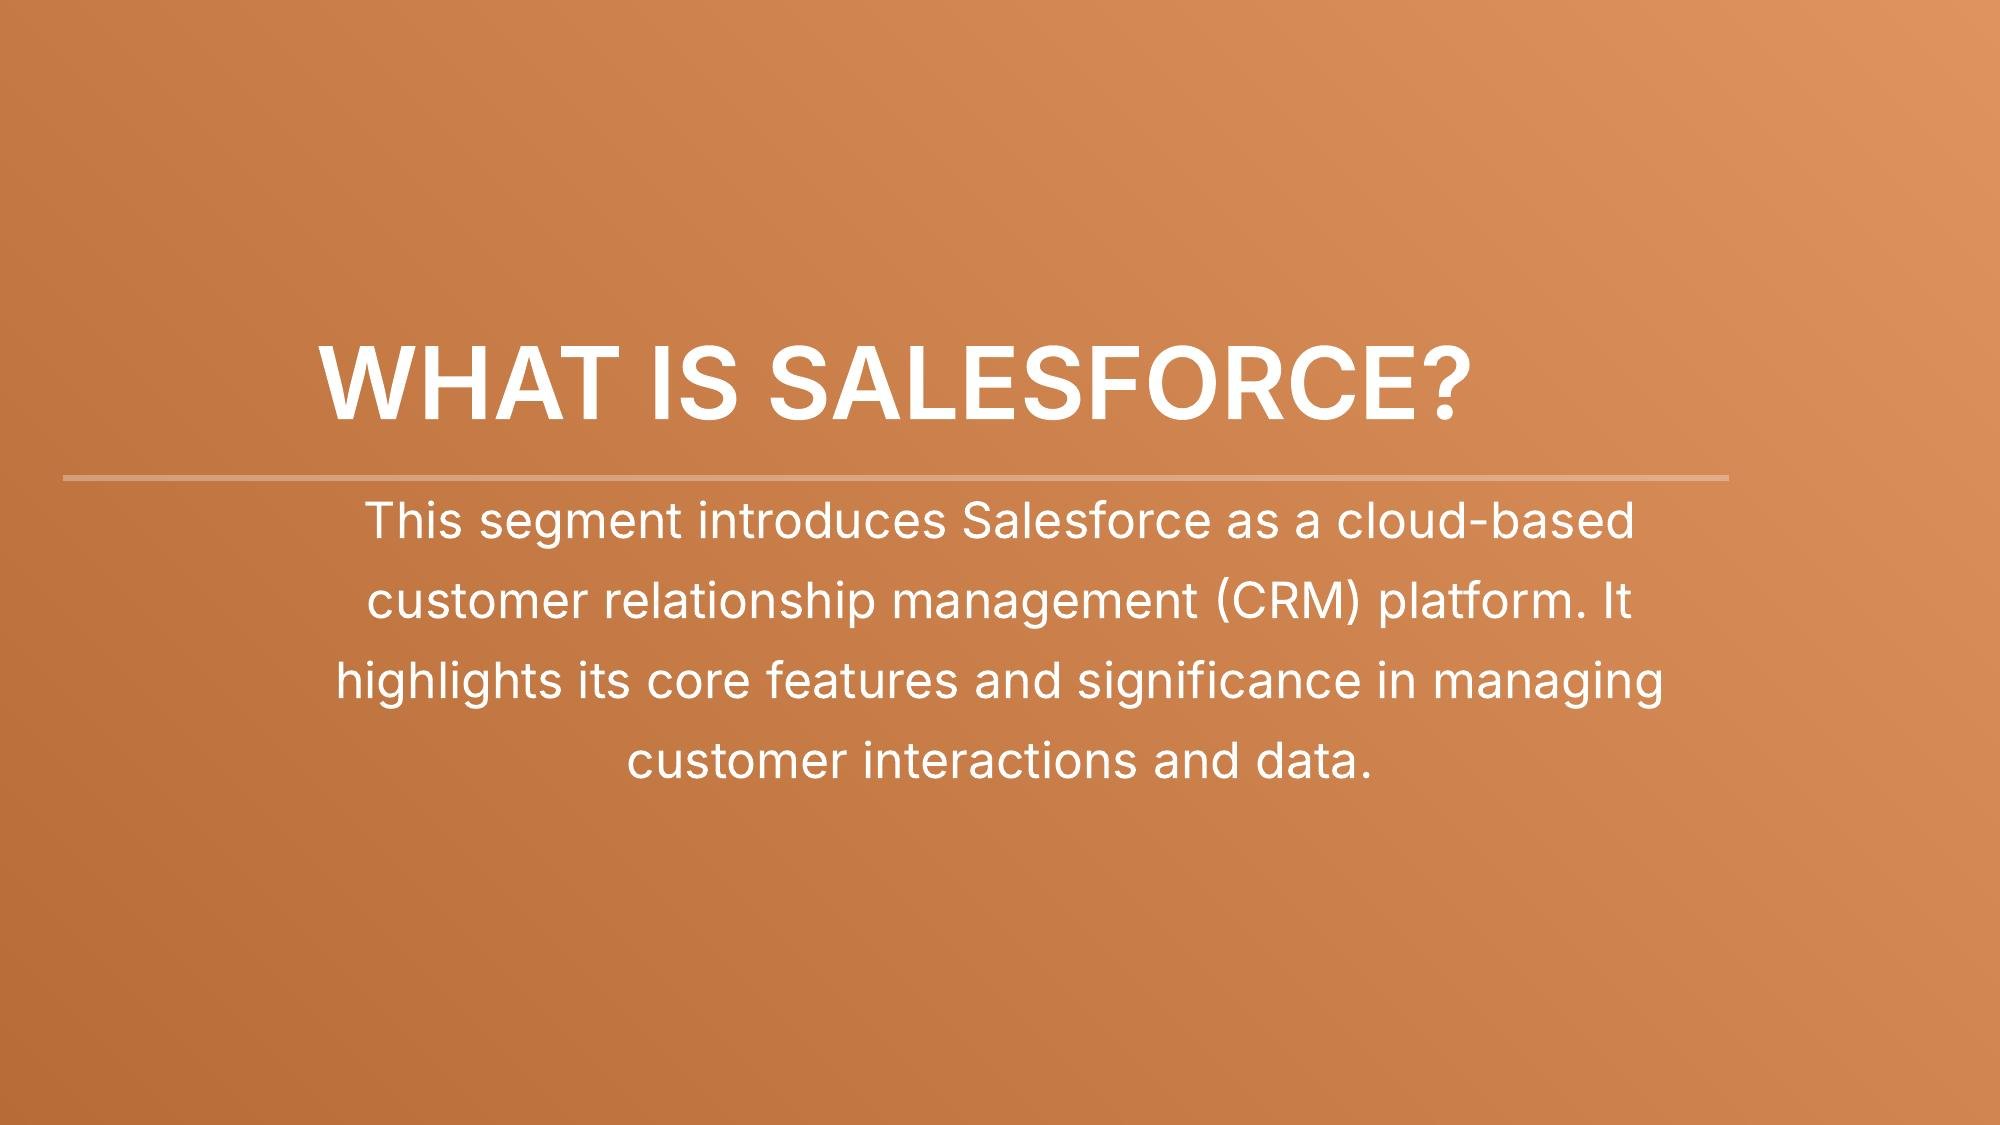 WHAT IS SALESFORCE?
This segment introduces Salesforce as a cloud-based
customer relationship management (CRM) platform. It
highlights its core features and significance in managing
customer interactions and data.